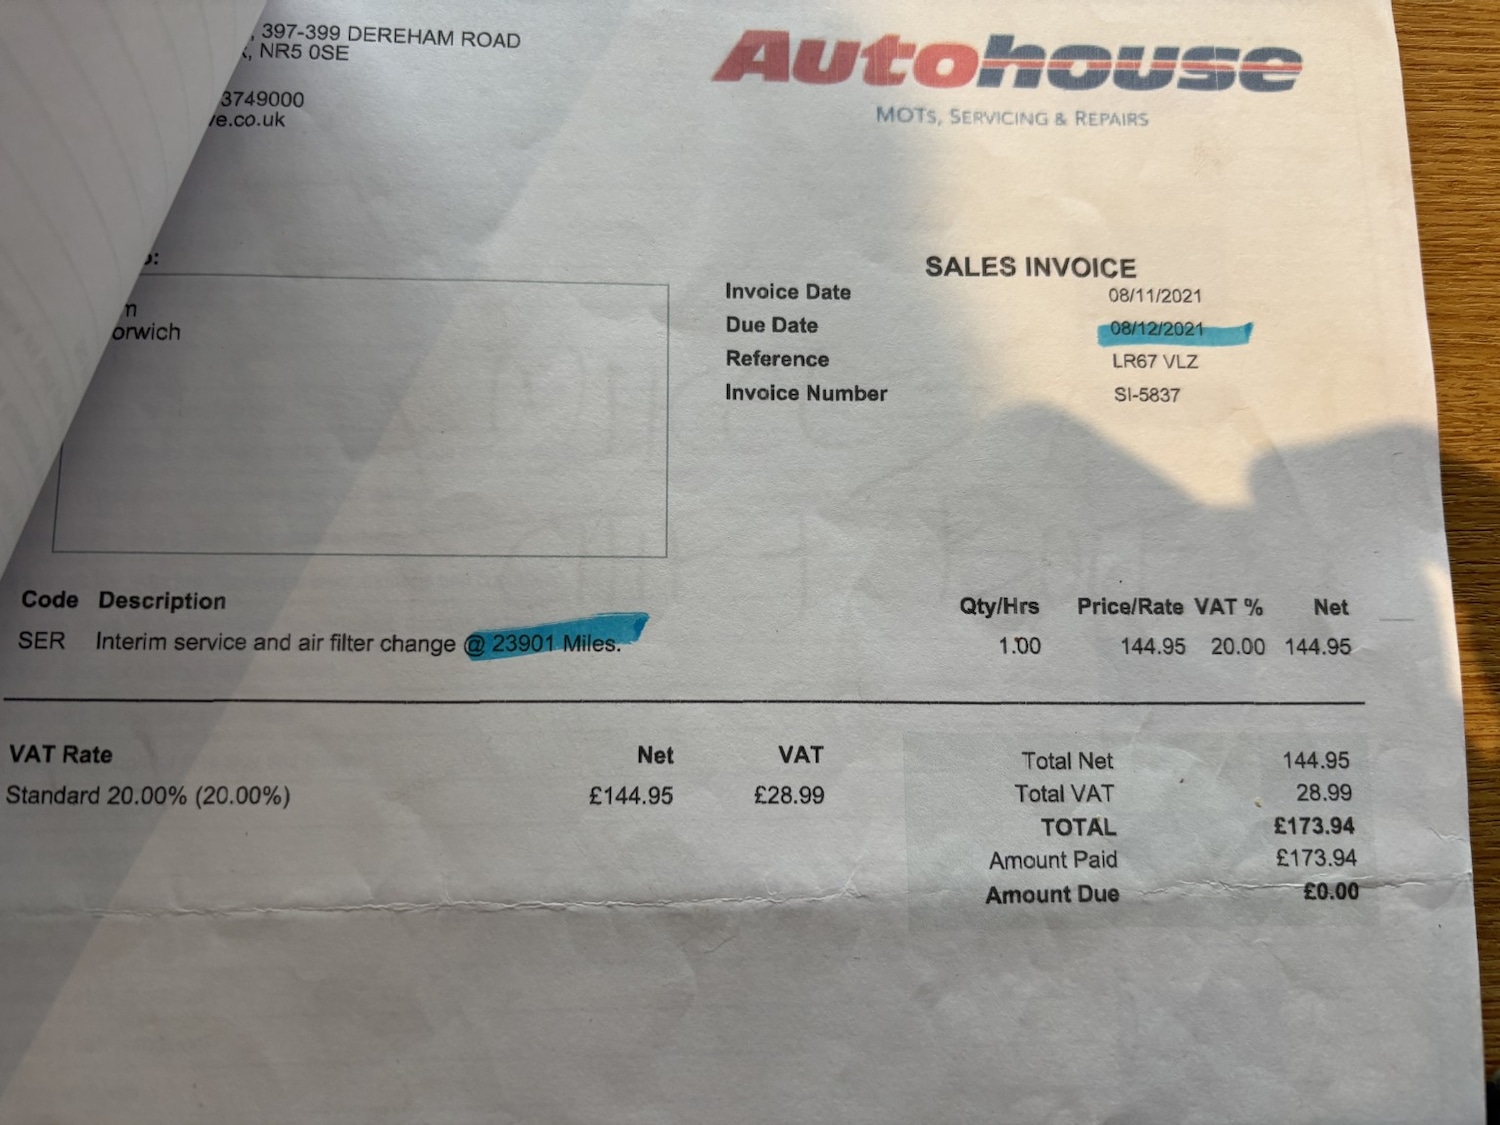 397-399 DEREHAM ROAD
NR5 0SE
3749000
e.co.uk
Autohouse
MOTs, SERVICING & REPAIRS
orwich
SALES INVOICE
Invoice Date 08/11/2021
Due Date 08/12/2021
Reference LR67 VLZ
Invoice Number SI-5837
Code Description Qty/Hrs Price/Rate VAT % Net
SER Interim service and air filter change @ 23901 Miles. 1.00 144.95 20.00 144.95
VAT Rate Net VAT
Standard 20.00% (20.00%) £144.95 £28.99
Total Net 144.95
Total VAT 28.99
TOTAL £173.94
Amount Paid £173.94
Amount Due £0.00